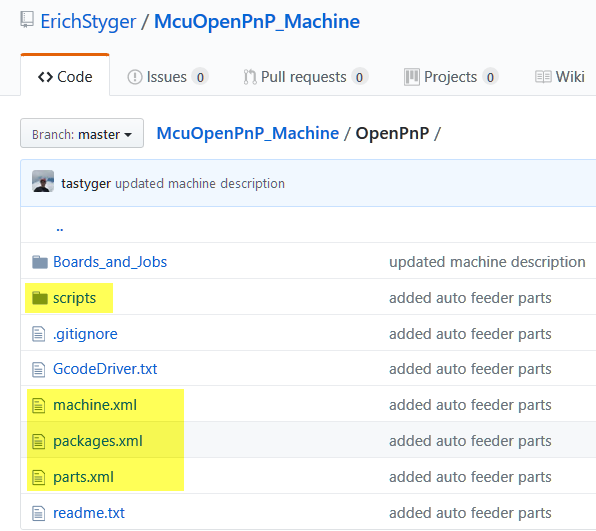 ErichStyger / McuOpenPnP_Machine
Code Issues 0 Pull requests 0 Projects 0 Wiki
Branch: master McuOpenPnP_Machine / OpenPnP /
tastyger updated machine description
..
Boards_and_Jobs updated machine description
scripts added auto feeder parts
.gitignore added auto feeder parts
GcodeDriver.txt added auto feeder parts
machine.xml added auto feeder parts
packages.xml added auto feeder parts
parts.xml added auto feeder parts
readme.txt added auto feeder parts